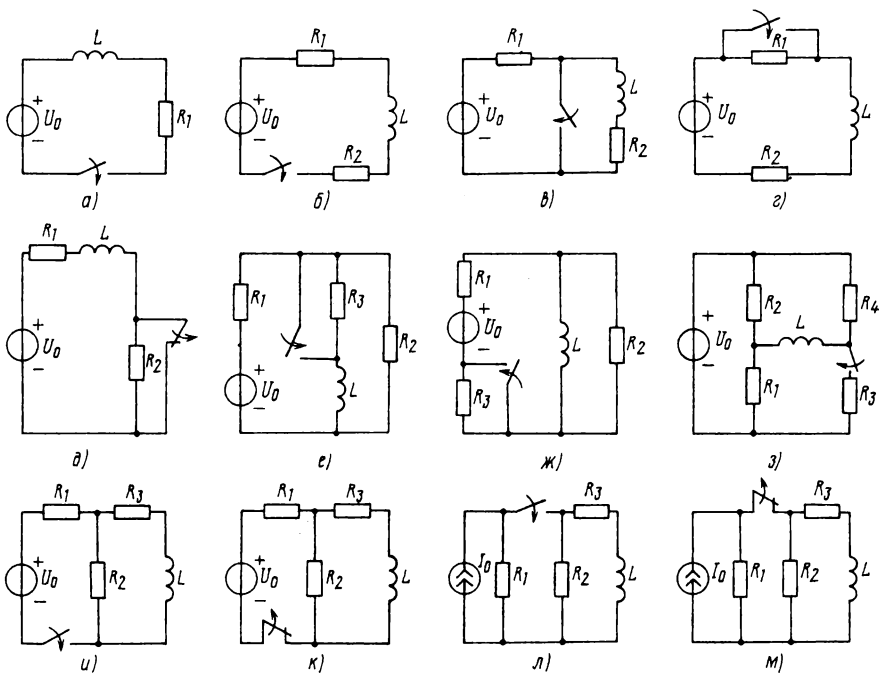 L
+
U0
−
R1
а)
R1
+
U0
−
L
R2
б)
R1
+
U0
−
L
R2
в)
R1
+
U0
−
L
R2
г)
R1
L
+
U0
−
R2
д)
R1
R3
R2
+
U0
−
L
е)
R1
+
U0
−
L
R2
R3
ж)
R2
R4
+
U0
−
L
R1
R3
з)
R1
R3
+
U0
−
R2
L
и)
R1
R3
+
U0
−
R2
L
к)
R3
I0
R1
R2
L
л)
R3
I0
R1
R2
L
м)